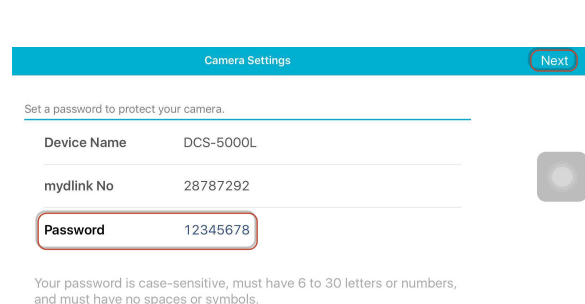 Camera Settings
Next
Set a password to protect your camera.
Device Name DCS-5000L
mydlink No 28787292
Password 12345678
Your password is case-sensitive, must have 6 to 30 letters or numbers,
and must have no spaces or symbols.